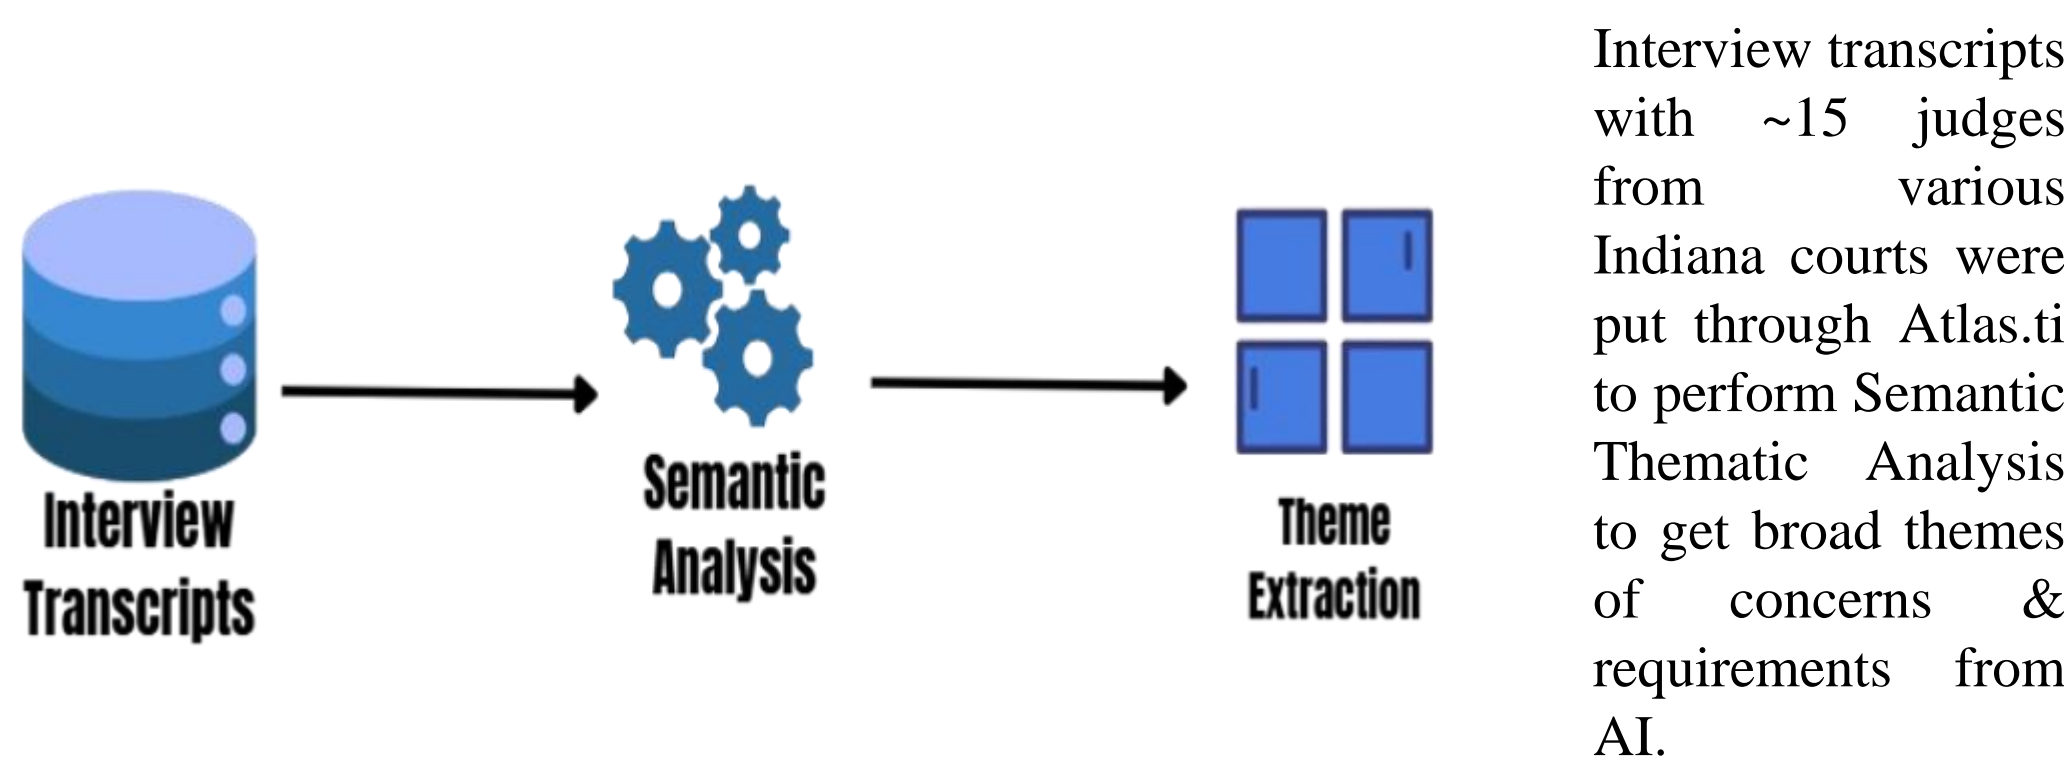 Interview
Transcripts
Semantic
Analysis
Theme
Extraction
Interview transcripts
with ~15 judges
from various
Indiana courts were
put through Atlas.ti
to perform Semantic
Thematic Analysis
to get broad themes
of concerns &
requirements from
AI.